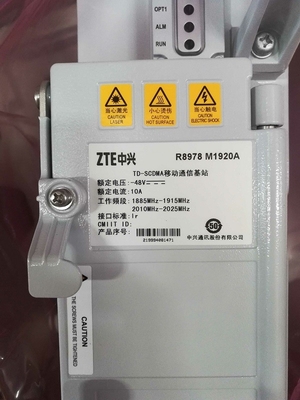 OPT1
ALM
RUN
当心激光
CAUTION
LASER
小心烫伤
CAUTION
HOT SURFACE
当心触电
CAUTION
ELECTRIC SHOCK
ZTE中兴
R8978 M1920A
TD-SCDMA移动通信基站
额定电压:-48V
额定电流:10A
工作频段:1885MHz-1915MHz
2010MHz-2025MHz
接口标准:Ir
CMIIT ID:
产品序号:
219994081471
50
中兴通讯股份有限公司
CAUTION
THE SCREWS MUST BE TIGHTENED